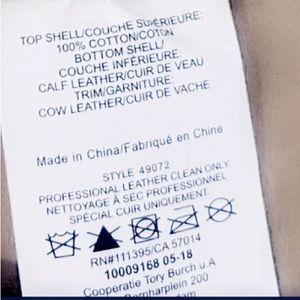 TOP SHELL/COUCHE SUPÉRIEURE:
100% COTTON/COTON
BOTTOM SHELL/
COUCHE INFÉRIEURE:
CALF LEATHER/CUIR DE VEAU
TRIM/GARNITURE:
COW LEATHER/CUIR DE VACHE
Made in China/Fabriqué en Chine
STYLE 49072
PROFESSIONAL LEATHER CLEAN ONLY
NETTOYAGE À SEC PROFESSIONEL
SPÉCIAL CUIR UNIQUEMENT
RN#111395/CA 57014
10009168 05-18
Cooperatie Tory Burch u.A